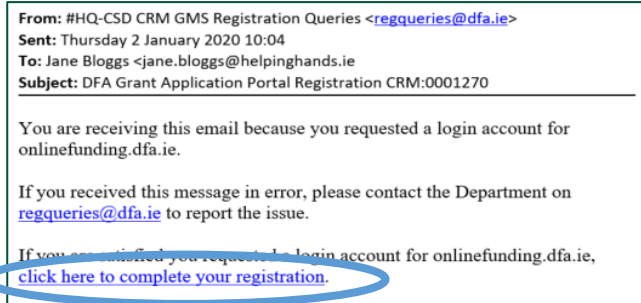 From: #HQ-CSD CRM GMS Registration Queries <regqueries@dfa.ie>
Sent: Thursday 2 January 2020 10:04
To: Jane Bloggs <jane.bloggs@helpinghands.ie
Subject: DFA Grant Application Portal Registration CRM:0001270
You are receiving this email because you requested a login account for
onlinefunding.dfa.ie.
If you received this message in error, please contact the Department on
regqueries@dfa.ie to report the issue.
If you are satisfied you requested a login account for onlinefunding.dfa.ie,
click here to complete your registration.